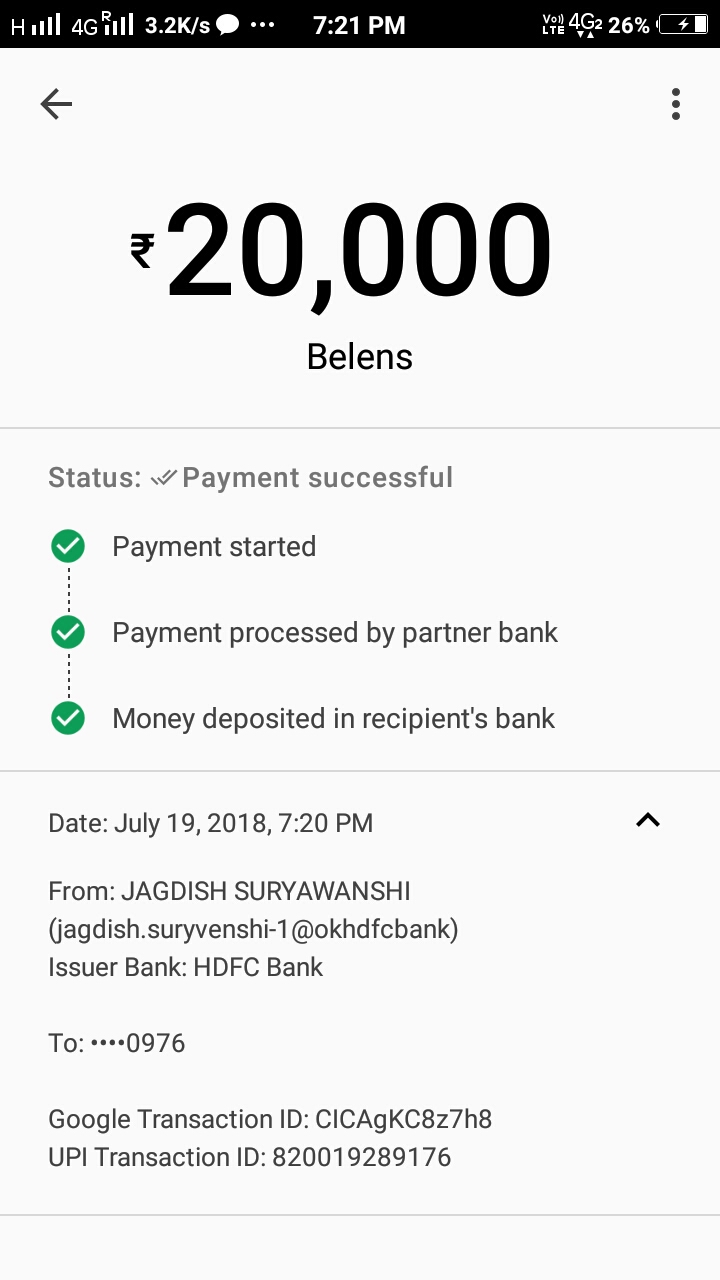 H 4G R 3.2K/s ... 7:21 PM Vo)) LTE 4G2 26%
₹20,000
Belens
Status: Payment successful
Payment started
Payment processed by partner bank
Money deposited in recipient's bank
Date: July 19, 2018, 7:20 PM
From: JAGDISH SURYAWANSHI
(jagdish.suryvenshi-1@okhdfcbank)
Issuer Bank: HDFC Bank
To: ••••0976
Google Transaction ID: CICAgKC8z7h8
UPI Transaction ID: 820019289176